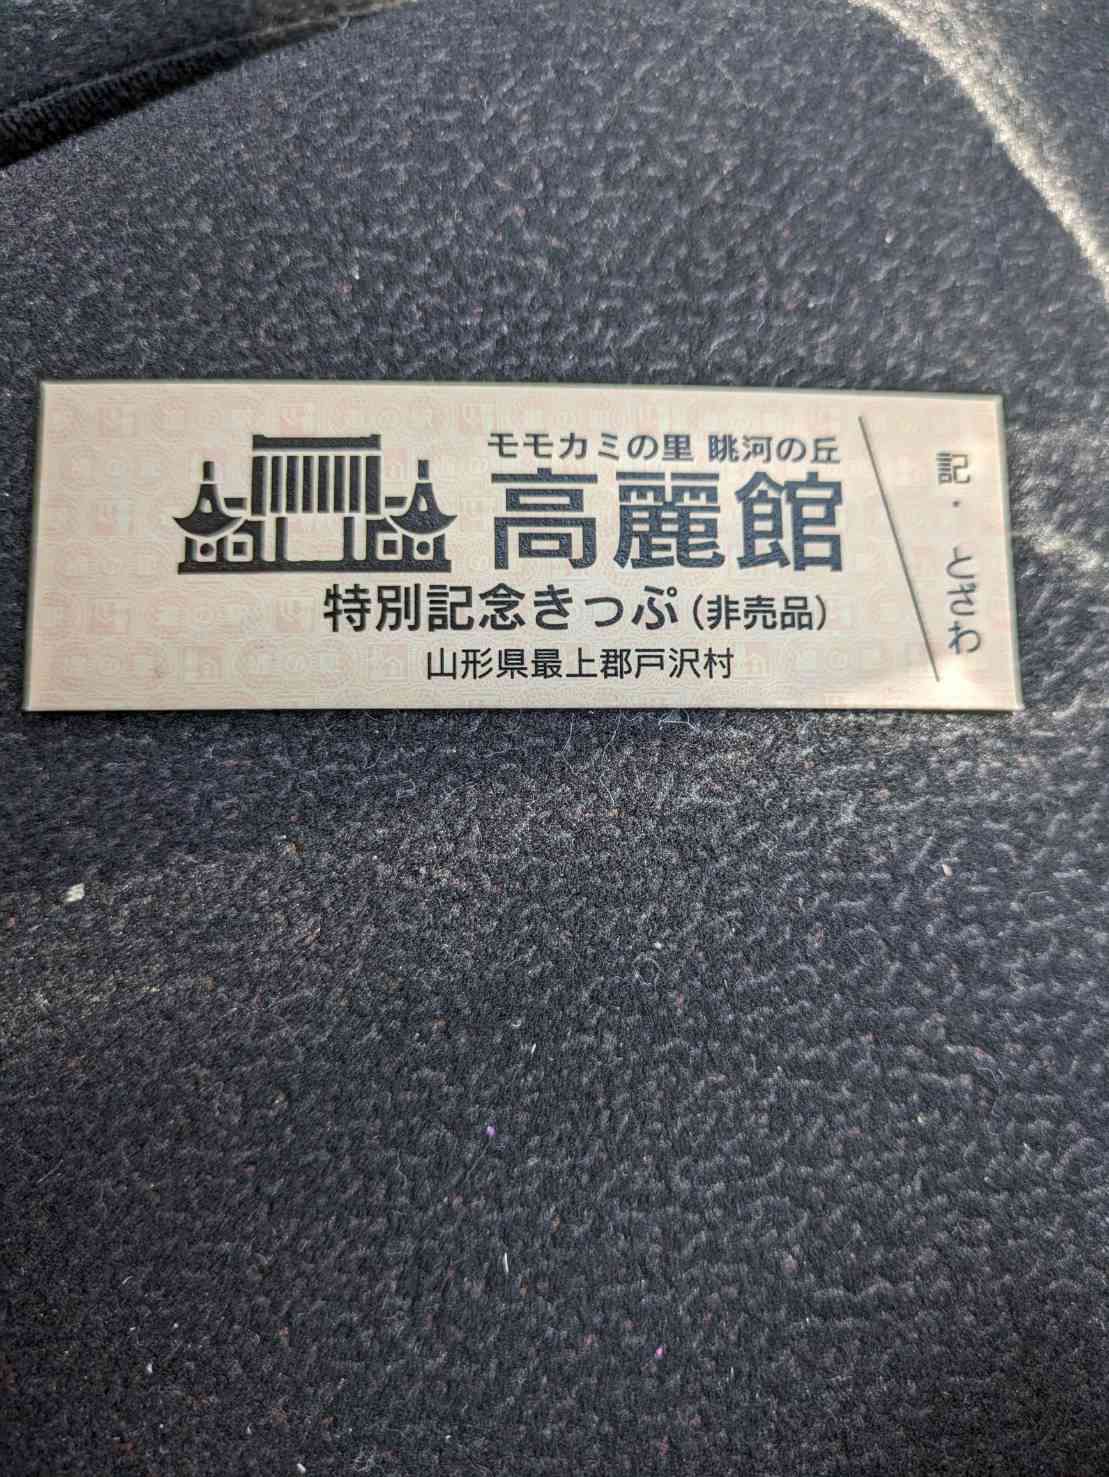 モモカミの里 眺河の丘
高麗館
特別記念きっぷ（非売品）
山形県最上郡戸沢村
記・とざわ